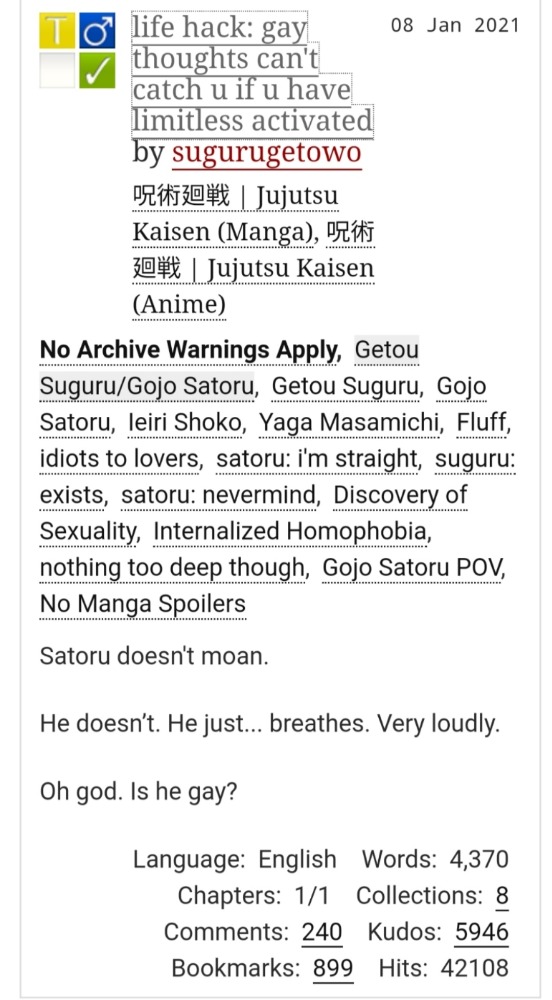 T
life hack: gay
08 Jan 2021
thoughts can't
catch u if u have
limitless activated
by sugurugetowo
呪術廻戦 | Jujutsu
Kaisen (Manga), 呪術
廻戦 | Jujutsu Kaisen
(Anime)
No Archive Warnings Apply, Getou
Suguru/Gojo Satoru, Getou Suguru, Gojo
Satoru, Ieiri Shoko, Yaga Masamichi, Fluff,
idiots to lovers, satoru: i'm straight, suguru:
exists, satoru: nevermind, Discovery of
Sexuality, Internalized Homophobia,
nothing too deep though, Gojo Satoru POV,
No Manga Spoilers
Satoru doesn't moan.
He doesn’t. He just... breathes. Very loudly.
Oh god. Is he gay?
Language: English Words: 4,370
Chapters: 1/1 Collections: 8
Comments: 240 Kudos: 5946
Bookmarks: 899 Hits: 42108